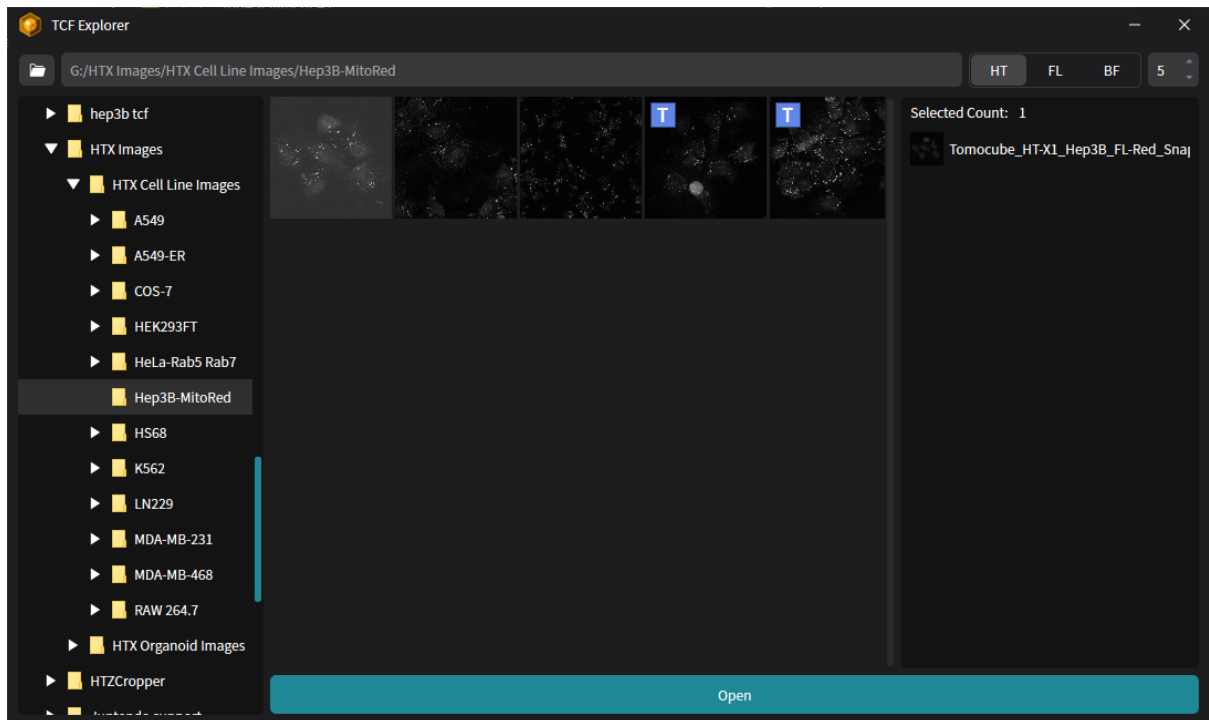 TCF Explorer
G:/HTX Images/HTX Cell Line Images/Hep3B-MitoRed
HT FL BF 5
hep3b tcf
HTX Images
HTX Cell Line Images
A549
A549-ER
COS-7
HEK293FT
HeLa-Rab5 Rab7
Hep3B-MitoRed
HS68
K562
LN229
MDA-MB-231
MDA-MB-468
RAW 264.7
HTX Organoid Images
HTZCropper
T
T
Selected Count: 1
Tomocube_HT-X1_Hep3B_FL-Red_Snap
Open